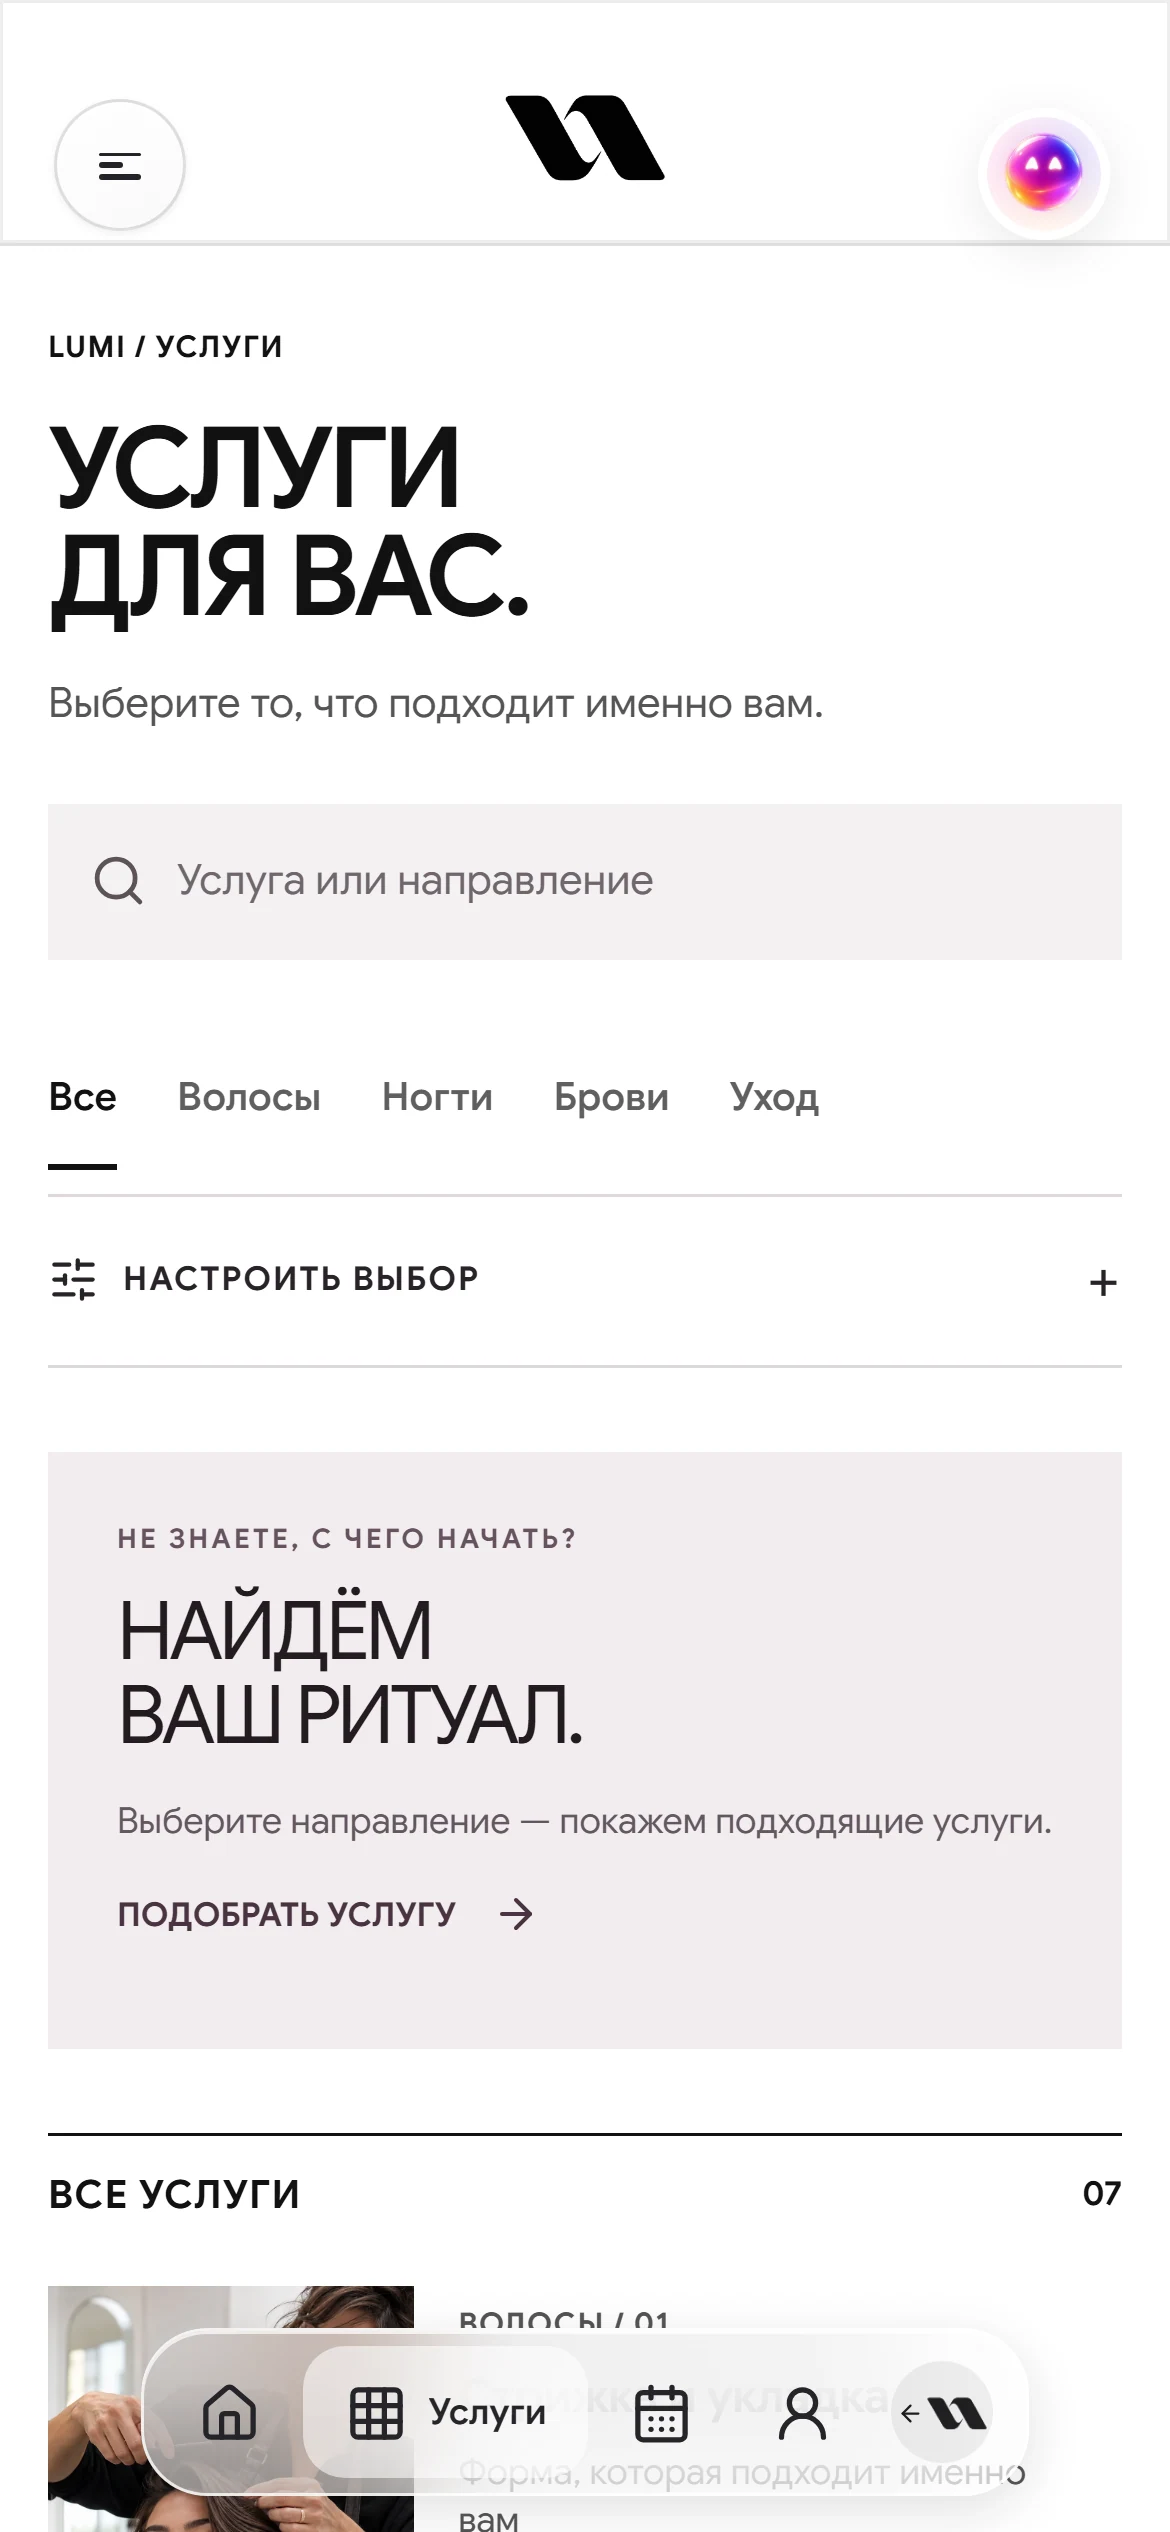 LUMI / УСЛУГИ
УСЛУГИ
ДЛЯ ВАС.
Выберите то, что подходит именно вам.
Услуга или направление
Все Волосы Ногти Брови Уход
НАСТРОИТЬ ВЫБОР +
НЕ ЗНАЕТЕ, С ЧЕГО НАЧАТЬ?
НАЙДЁМ
ВАШ РИТУАЛ.
Выберите направление — покажем подходящие услуги.
ПОДОБРАТЬ УСЛУГУ →
ВСЕ УСЛУГИ 07
ВОЛОСЫ / 01
укладка
Услуги
Форма, которая подходит именно
вам